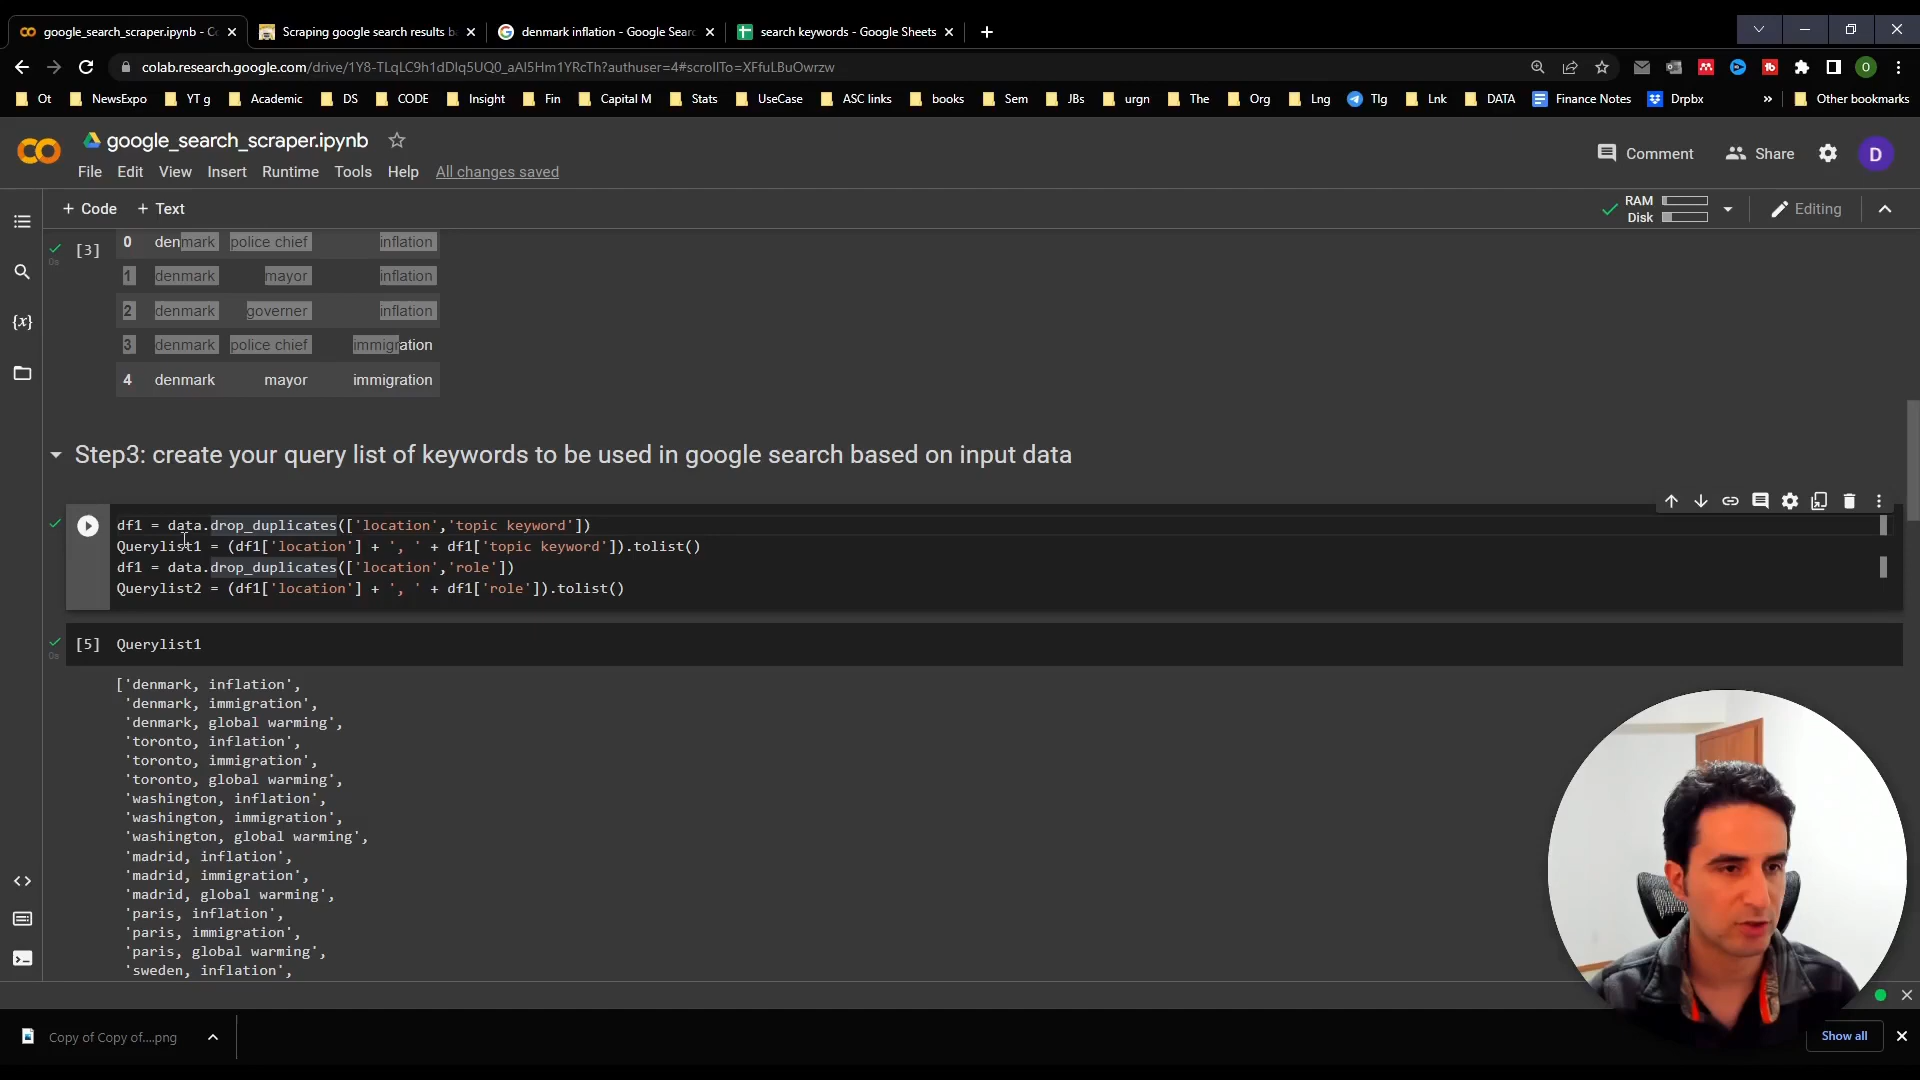 google_search_scraper.ipynb - Co
Scraping google search results b
denmark inflation - Google Sear
search keywords - Google Sheets
colab.research.google.com/drive/1Y8-TLqLC9h1dDlq5UQ0_aAl5Hm1YRcTh?authuser=4#scrollTo=XFfuLBuOwrzw
Ot NewsExpo YT g Academic DS CODE Insight Fin Capital M Stats UseCase ASC links books Sem JBs urgn The Org Lng Tlg Lnk DATA Finance Notes Drpbx » Other bookmarks
google_search_scraper.ipynb
Comment Share D
File Edit View Insert Runtime Tools Help All changes saved
+ Code + Text
RAM
Disk
Editing
[3]
0 denmark police chief inflation
1 denmark mayor inflation
2 denmark governer inflation
3 denmark police chief immigration
4 denmark mayor immigration
Step3: create your query list of keywords to be used in google search based on input data
df1 = data.drop_duplicates(['location','topic keyword'])
Querylist1 = (df1['location'] + ', ' + df1['topic keyword']).tolist()
df1 = data.drop_duplicates(['location','role'])
Querylist2 = (df1['location'] + ', ' + df1['role']).tolist()
[5] Querylist1
0s
['denmark, inflation',
'denmark, immigration',
'denmark, global warming',
'toronto, inflation',
'toronto, immigration',
'toronto, global warming',
'washington, inflation',
'washington, immigration',
'washington, global warming',
'madrid, inflation',
'madrid, immigration',
'madrid, global warming',
'paris, inflation',
'paris, immigration',
'paris, global warming',
'sweden, inflation',
Copy of Copy of....png
Show all